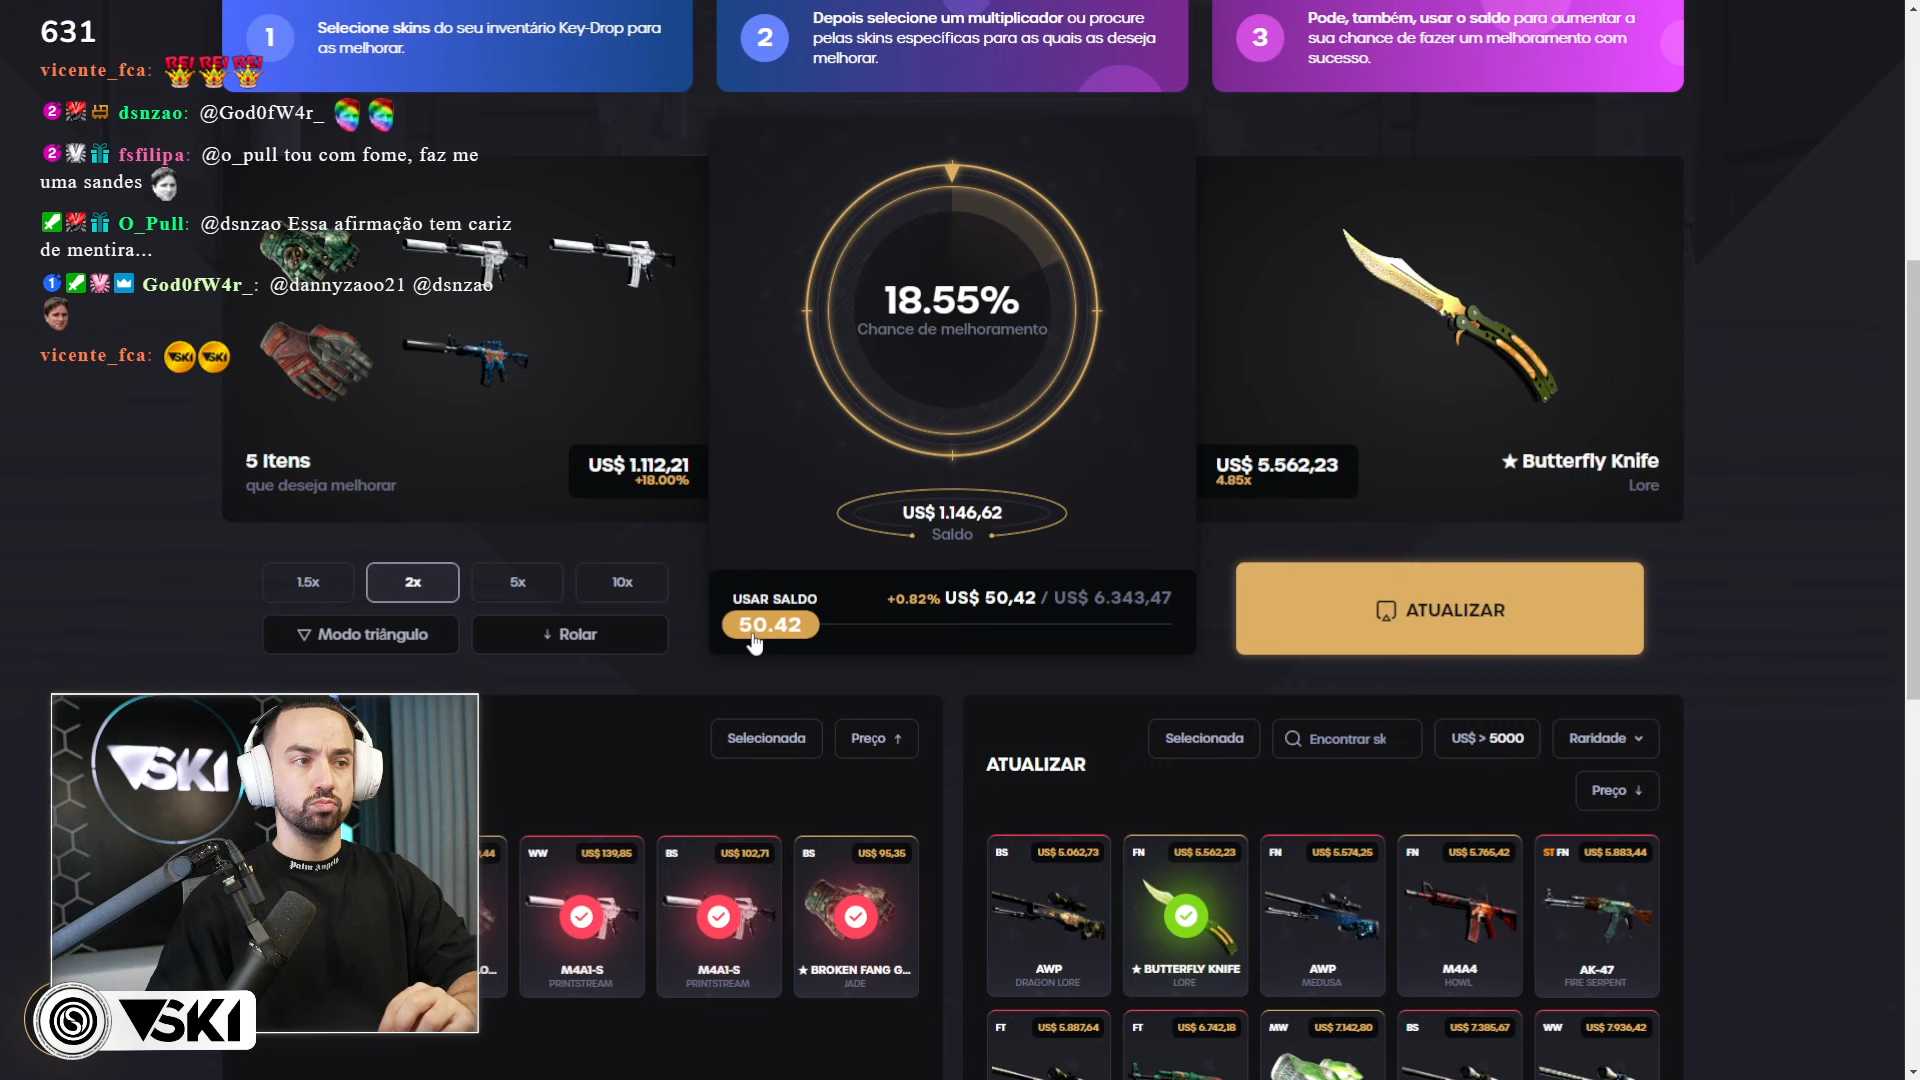 631
1
Selecione skins do seu inventário Key-Drop para
as melhorar.
2
Depois selecione um multiplicador ou procure
pelas skins específicas para as quais as deseja
melhorar.
3
Pode, também, usar o saldo para aumentar a
sua chance de fazer um melhoramento com
sucesso.
vicente_fca: REI REI REI
2 dsnzao: @God0fW4r_
2 fsfilipa: @o_pull tou com fome, faz me
uma sandes
O_Pull: @dsnzao Essa afirmação tem cariz
de mentira...
1 God0fW4r_: @dannyzaoo21 @dsnzao
vicente_fca: VSKI VSKI
5 Itens
que deseja melhorar
US$ 1.112,21
+18.00%
18.55%
Chance de melhoramento
US$ 1.146,62
Saldo
US$ 5.562,23
4.85x
★ Butterfly Knife
Lore
1.5x
2x
5x
10x
Modo triângulo
Rolar
USAR SALDO
+0.82% US$ 50,42 / US$ 6.343,47
50.42
ATUALIZAR
Selecionada
Preço ↑
,44
WW US$ 139,85
M4A1-S
PRINTSTREAM
BS US$ 102,71
M4A1-S
PRINTSTREAM
BS US$ 95,35
★ BROKEN FANG G...
JADE
ATUALIZAR
Selecionada
Encontrar sk
US$ > 5000
Raridade
Preço ↓
BS US$ 5.062,73
AWP
DRAGON LORE
FN US$ 5.562,23
★ BUTTERFLY KNIFE
LORE
FN US$ 5.574,25
AWP
MEDUSA
FN US$ 5.765,42
M4A4
HOWL
ST FN US$ 5.883,44
AK-47
FIRE SERPENT
FT US$ 5.887,64
FT US$ 6.742,18
MW US$ 7.142,80
BS US$ 7.385,67
WW US$ 7.936,42
VSKI
Palm Angels
VSKI